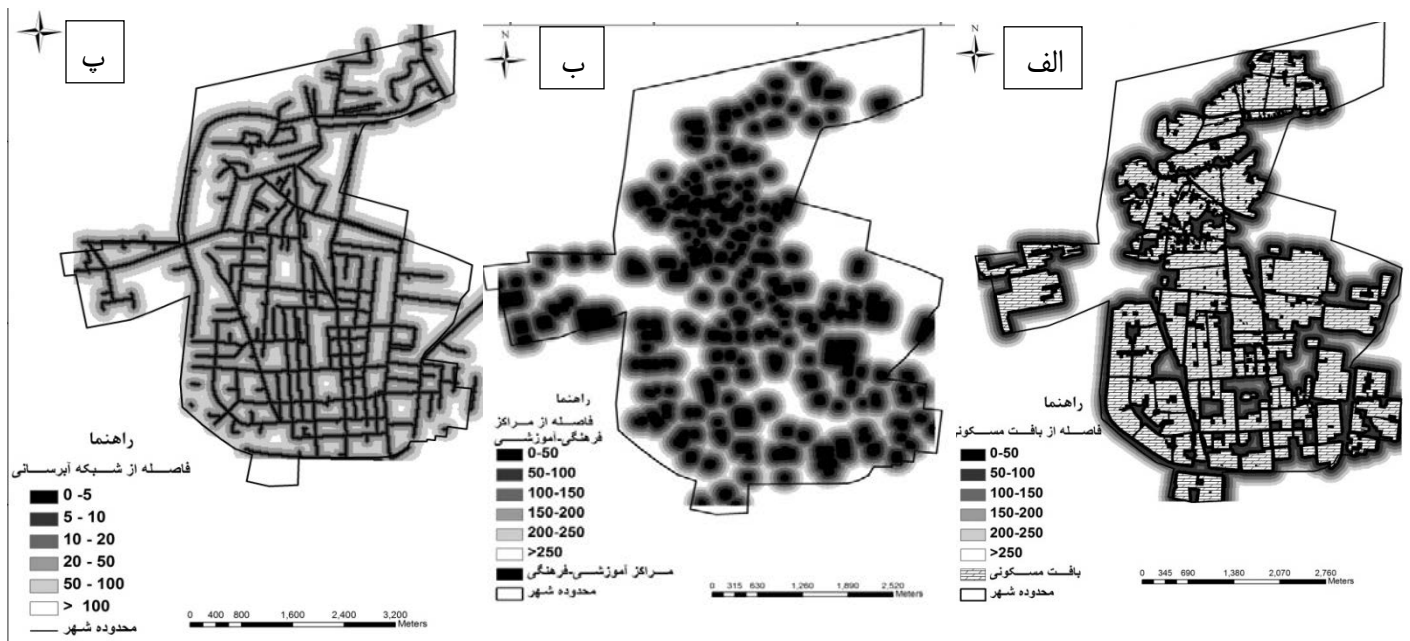 الف
N
راهنما
فاصله از بافت مسکونی
0-50
50-100
100-150
150-200
200-250
>250
بافت مسکونی
محدوده شهر
0 345 690 1,380 2,070 2,760
Meters
ب
N
راهنما
فاصله از مراکز
فرهنگی-آموزشی
0-50
50-100
100-150
150-200
200-250
>250
مراکز آموزشی-فرهنگی
محدوده شهر
0 315 630 1,260 1,890 2,520
Meters
پ
N
راهنما
فاصله از شبکه آبرسانی
0 -5
5 - 10
10 - 20
20 - 50
50 - 100
> 100
محدوده شهر
0 400 800 1,600 2,400 3,200
Meters